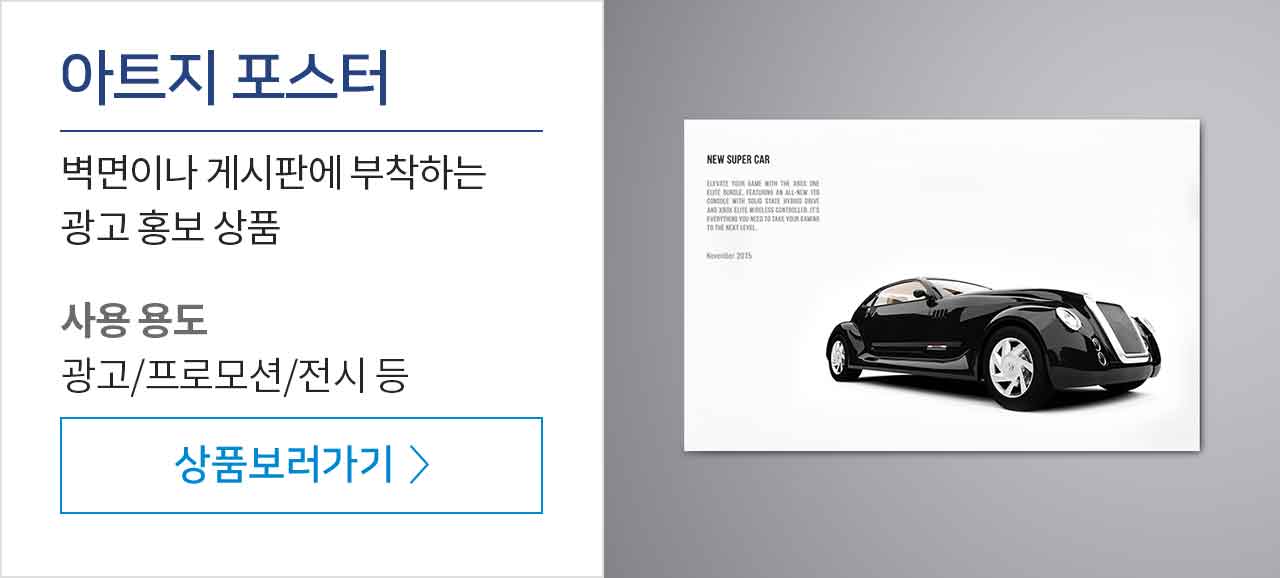 아트지 포스터
벽면이나 게시판에 부착하는
광고 홍보 상품
사용 용도
광고/프로모션/전시 등
상품보러가기
NEW SUPER CAR
ELEVATE YOUR GAME WITH THE XBOX ONE
ELITE BUNDLE, FEATURING AN ALL-NEW 1TB
CONSOLE WITH SOLID STATE HYBRID DRIVE
AND XBOX ELITE WIRELESS CONTROLLER. IT'S
EVERYTHING YOU NEED TO TAKE YOUR GAMING
TO THE NEXT LEVEL.
November 2015